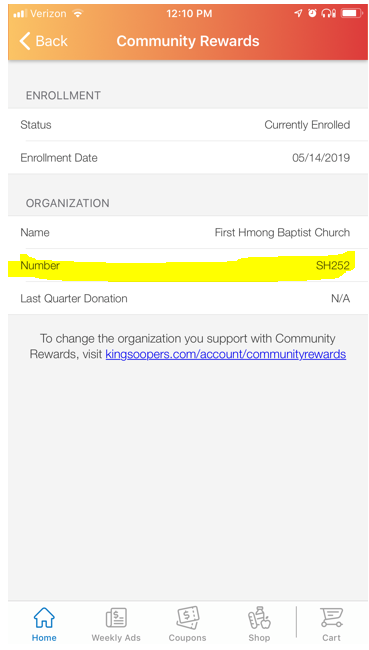 Verizon 12:10 PM
Back Community Rewards
ENROLLMENT
Status Currently Enrolled
Enrollment Date 05/14/2019
ORGANIZATION
Name First Hmong Baptist Church
Number SH252
Last Quarter Donation N/A
To change the organization you support with Community
Rewards, visit kingsoopers.com/account/communityrewards
Home Weekly Ads Coupons Shop Cart